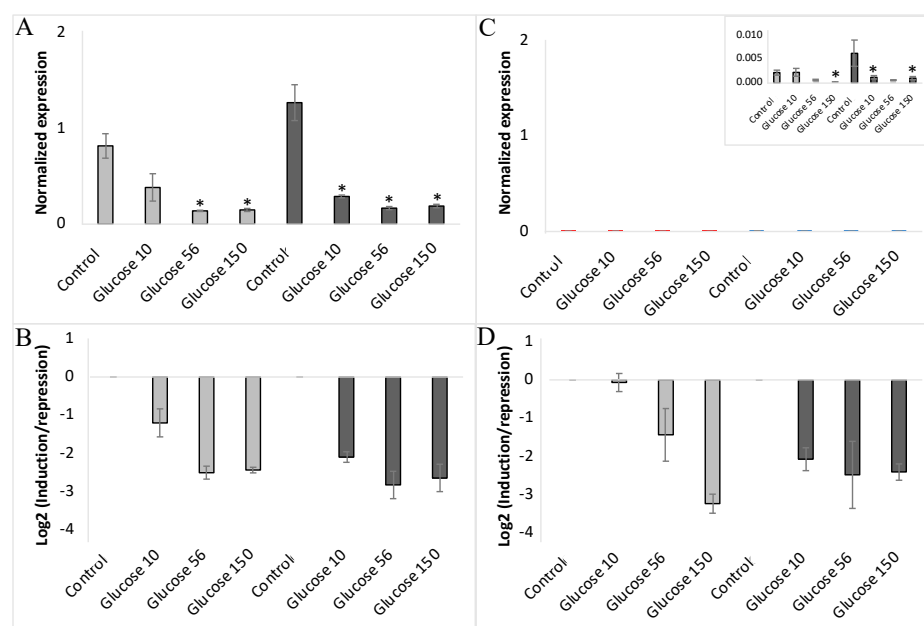 A
Normalized expression
2
1
0
*
*
*
*
*
Control
Glucose 10
Glucose 56
Glucose 150
Control
Glucose 10
Glucose 56
Glucose 150
C
Normalized expression
2
1
0
Control
Glucose 10
Glucose 56
Glucose 150
Control
Glucose 10
Glucose 56
Glucose 150
0.010
0.005
0.000
*
*
*
Control
Glucose 10
Glucose 56
Glucose 150
Control
Glucose 10
Glucose 56
Glucose 150
B
Log2 (Induction/repression)
1
0
-1
-2
-3
-4
Control
Glucose 10
Glucose 56
Glucose 150
Control
Glucose 10
Glucose 56
Glucose 150
D
Log2 (Induction/repression)
1
0
-1
-2
-3
-4
Control
Glucose 10
Glucose 56
Glucose 150
Control
Glucose 10
Glucose 56
Glucose 150